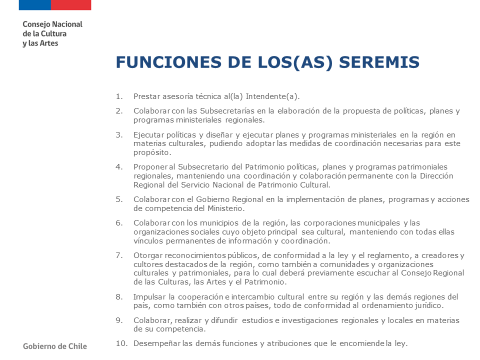 Consejo Nacional
de la Cultura
y las Artes
FUNCIONES DE LOS(AS) SEREMIS
1. Prestar asesoría técnica al(la) Intendente(a).
2. Colaborar con las Subsecretarías en la elaboración de la propuesta de políticas, planes y
programas ministeriales regionales.
3. Ejecutar políticas y diseñar y ejecutar planes y programas ministeriales en la región en
materias culturales, pudiendo adoptar las medidas de coordinación necesarias para este
propósito.
4. Proponer al Subsecretario del Patrimonio políticas, planes y programas patrimoniales
regionales, manteniendo una coordinación y colaboración permanente con la Dirección
Regional del Servicio Nacional de Patrimonio Cultural.
5. Colaborar con el Gobierno Regional en la implementación de planes, programas y acciones
de competencia del Ministerio.
6. Colaborar con los municipios de la región, las corporaciones municipales y las
organizaciones sociales cuyo objeto principal sea cultural, manteniendo con todas ellas
vínculos permanentes de información y coordinación.
7. Otorgar reconocimientos públicos, de conformidad a la ley y el reglamento, a creadores y
cultores destacados de la región, como también a comunidades y organizaciones
culturales y patrimoniales, para lo cual deberá previamente escuchar al Consejo Regional
de las Culturas, las Artes y el Patrimonio.
8. Impulsar la cooperación e intercambio cultural entre su región y las demás regiones del
país, como también con otros países, todo de conformidad al ordenamiento jurídico.
9. Colaborar, realizar y difundir estudios e investigaciones regionales y locales en materias
de su competencia.
10. Desempeñar las demás funciones y atribuciones que le encomiende la ley.
Gobierno de Chile